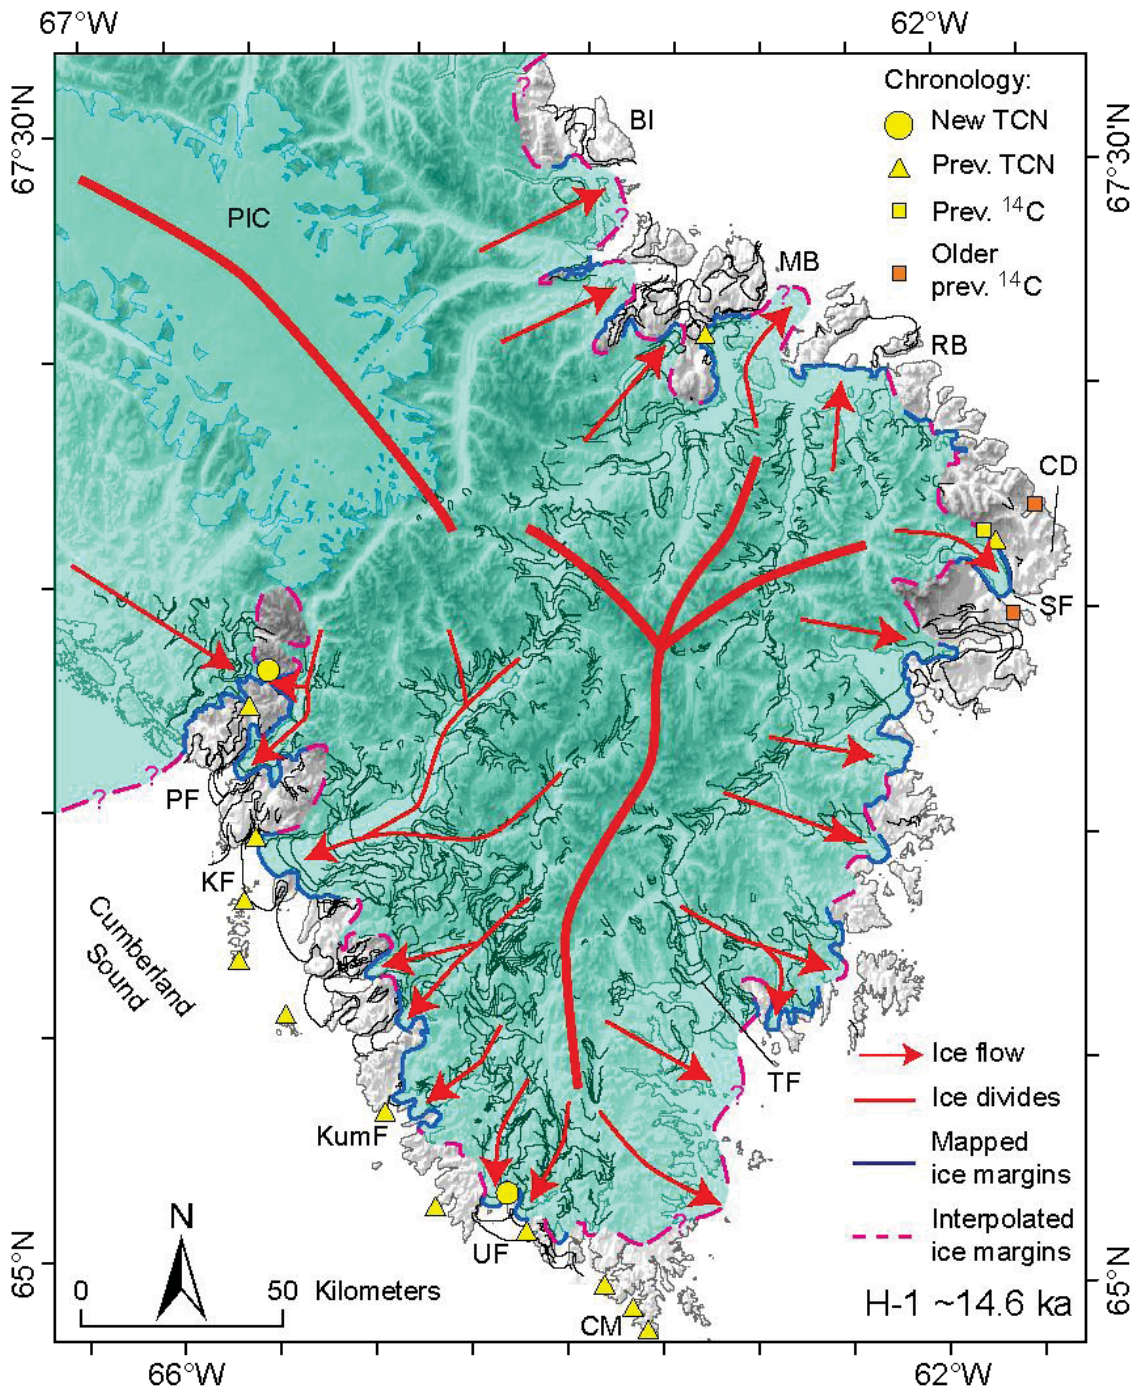 67°W
62°W
67°30'N
67°30'N
Chronology:
New TCN
Prev. TCN
Prev. ¹⁴C
Older
prev. ¹⁴C
?
BI
PIC
?
MB
?
RB
CD
SF
PF
?
?
KF
Cumberland
Sound
TF
?
KumF
UF
?
CM
Ice flow
Ice divides
Mapped
ice margins
Interpolated
ice margins
H-1 ~14.6 ka
N
0
50
Kilometers
65°N
65°N
66°W
62°W